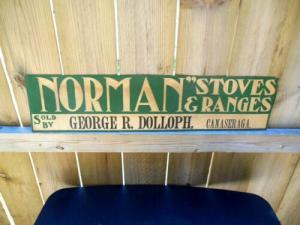 NORMAN" STOVES
& RANGES
SOLD BY GEORGE R. DOLLOPH. CANASERAGA.